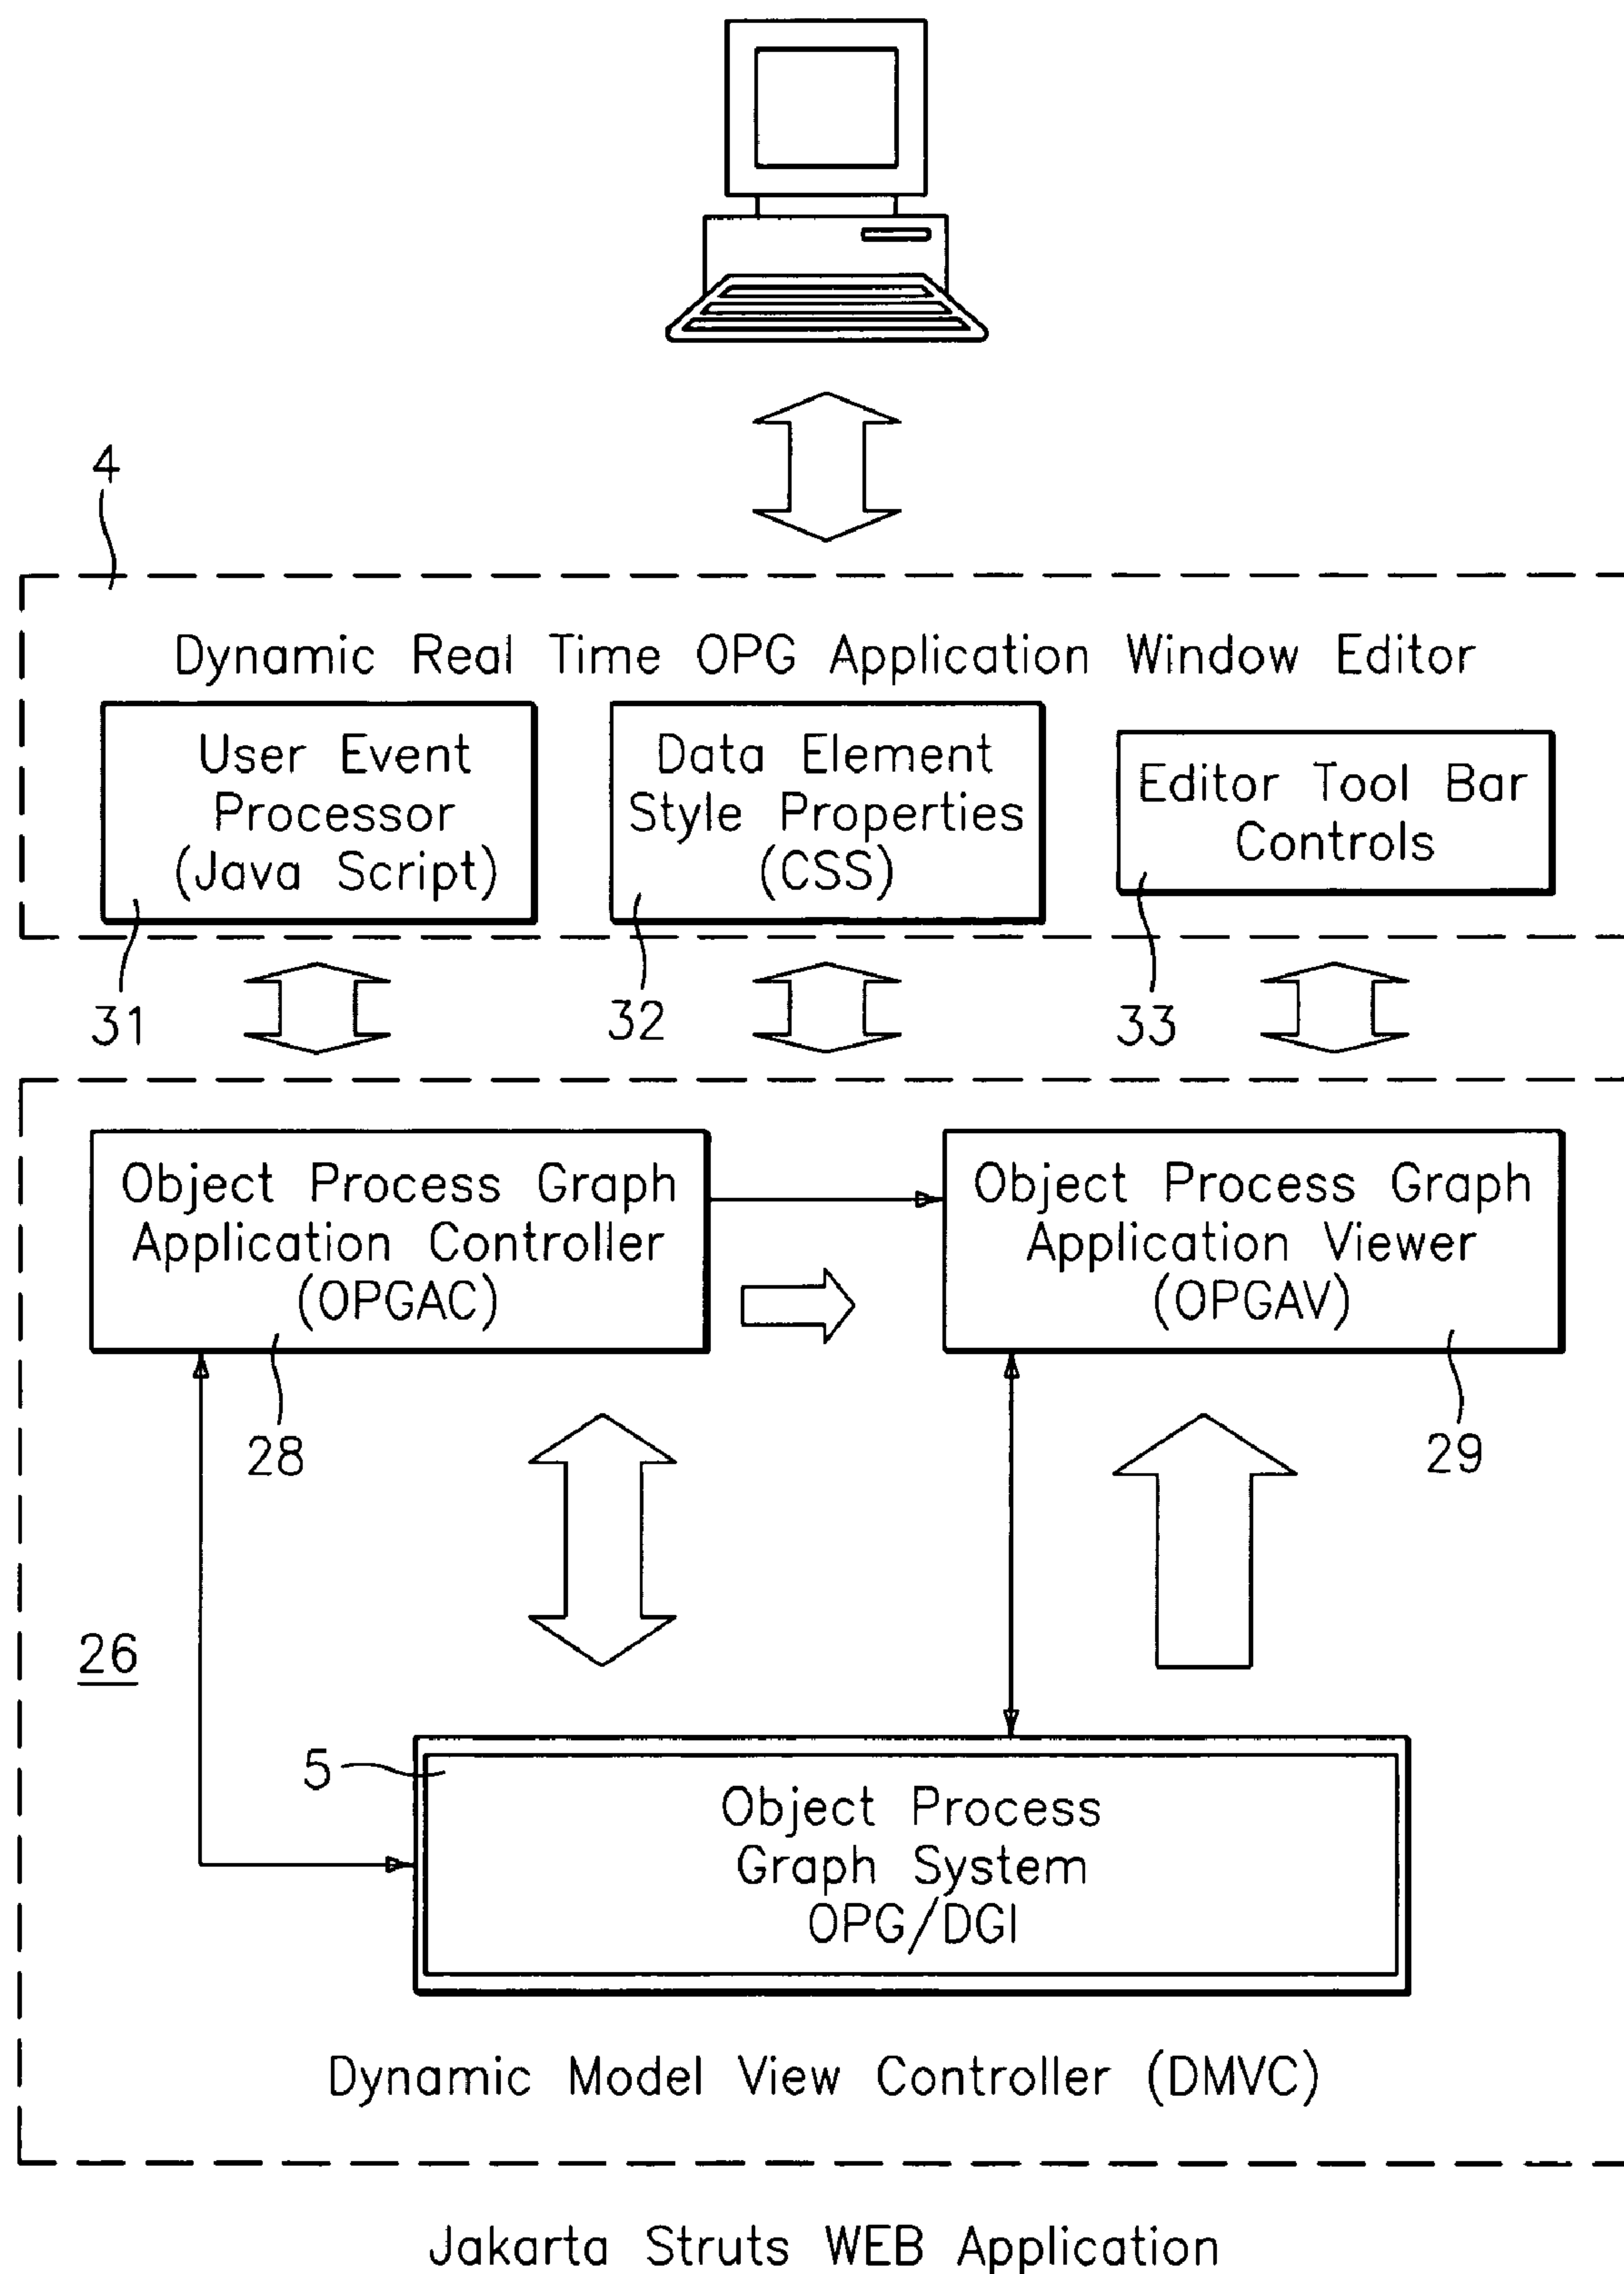 4
Dynamic Real Time OPG Application Window Editor
User Event
Processor
(Java Script)
Data Element
Style Properties
(CSS)
Editor Tool Bar
Controls
31
32
33
Object Process Graph
Application Controller
(OPGAC)
Object Process Graph
Application Viewer
(OPGAV)
28
29
26
5
Object Process
Graph System
OPG/DGI
Dynamic Model View Controller (DMVC)
Jakarta Struts WEB Application